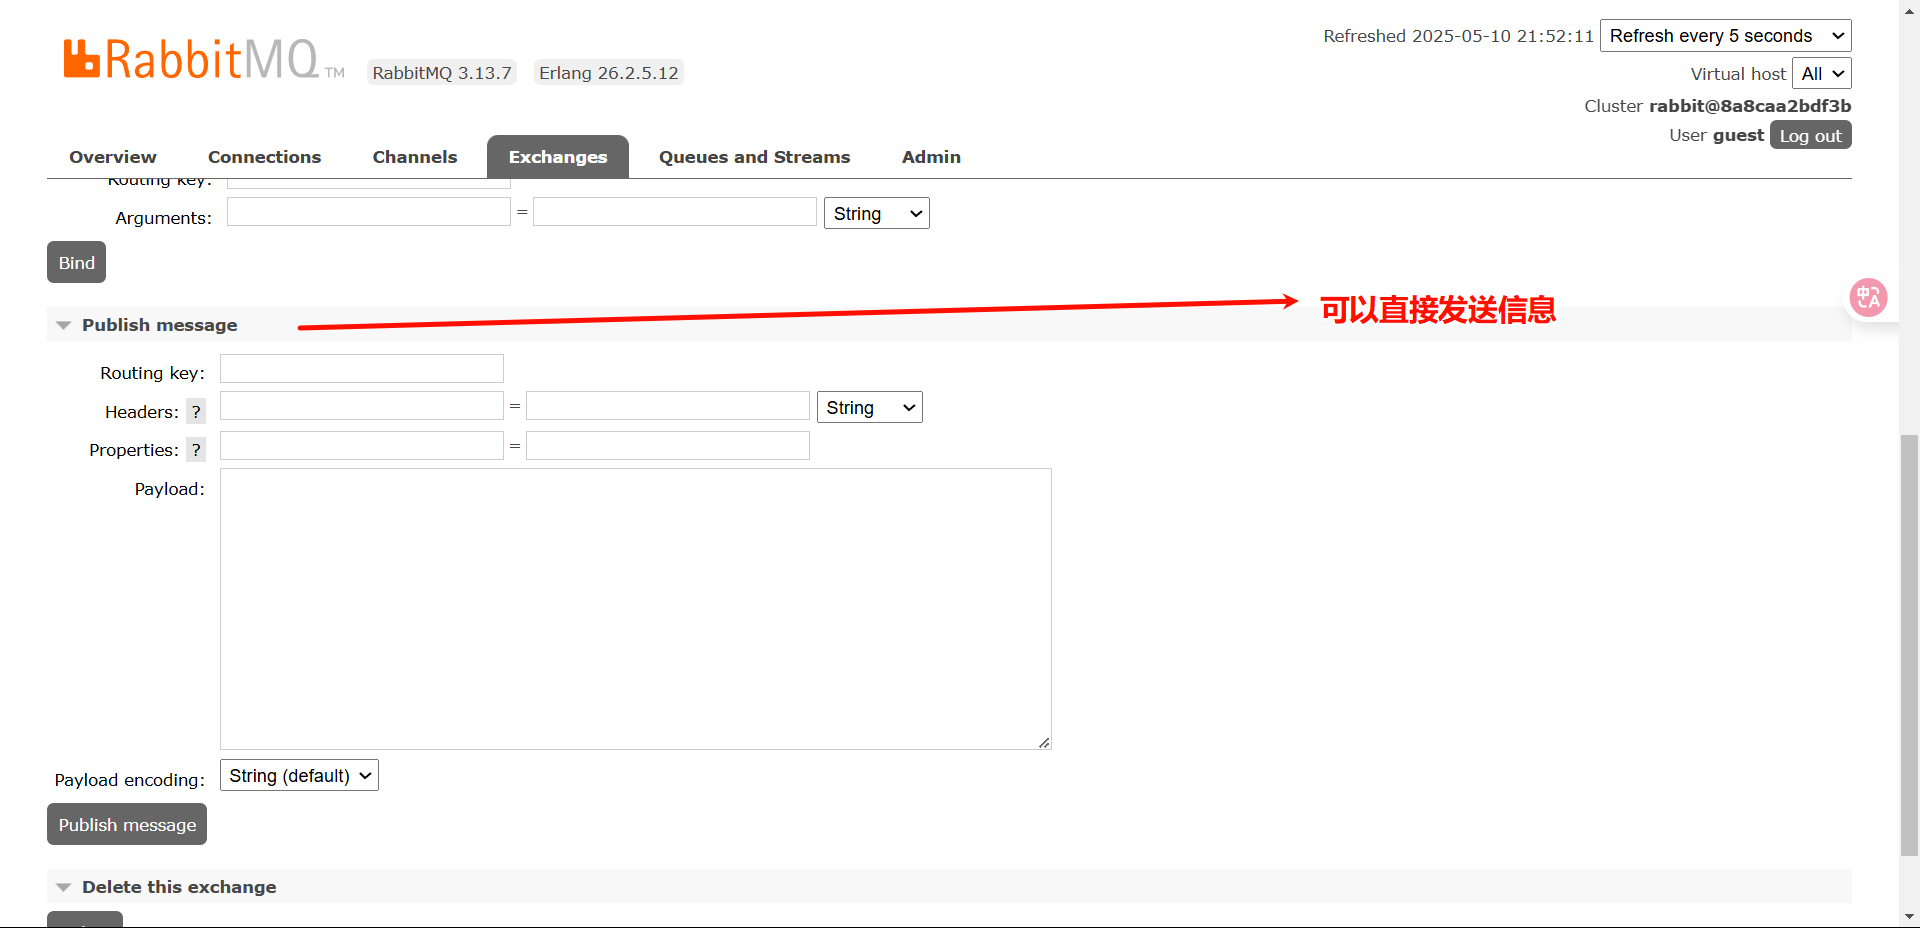 Refreshed 2025-05-10 21:52:11 Refresh every 5 seconds
RabbitMQ TM RabbitMQ 3.13.7 Erlang 26.2.5.12
Virtual host All
Cluster rabbit@8a8caa2bdf3b
User guest Log out
Overview Connections Channels Exchanges Queues and Streams Admin
Routing key:
Arguments: = String
Bind
可以直接发送信息
Publish message
Routing key:
Headers: ? = String
Properties: ? =
Payload:
Payload encoding: String (default)
Publish message
Delete this exchange